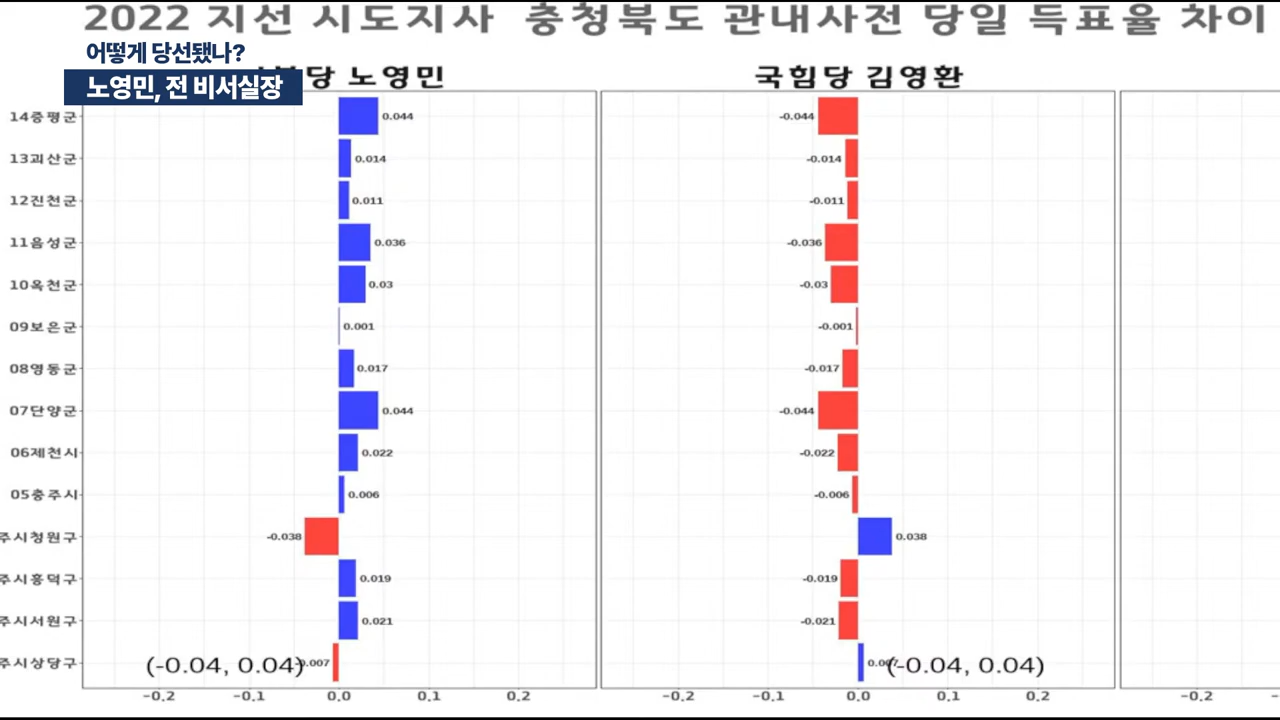 2022 지선 시도지사 충청북도 관내사전 당일 득표율 차이
어떻게 당선됐나?
노영민, 전 비서실장
당 노영민
국힘당 김영환
14증평군 0.044 -0.044
13괴산군 0.014 -0.014
12진천군 0.011 -0.011
11음성군 0.036 -0.036
10옥천군 0.03 -0.03
09보은군 0.001 -0.001
08영동군 0.017 -0.017
07단양군 0.044 -0.044
06제천시 0.022 -0.022
05충주시 0.006 -0.006
주시청원구 -0.038 0.038
주시흥덕구 0.019 -0.019
주시서원구 0.021 -0.021
주시상당구 (-0.04, 0.04) 0.007 (-0.04, 0.04)
-0.2 -0.1 0.0 0.1 0.2 -0.2 -0.1 0.0 0.1 0.2 -0.2